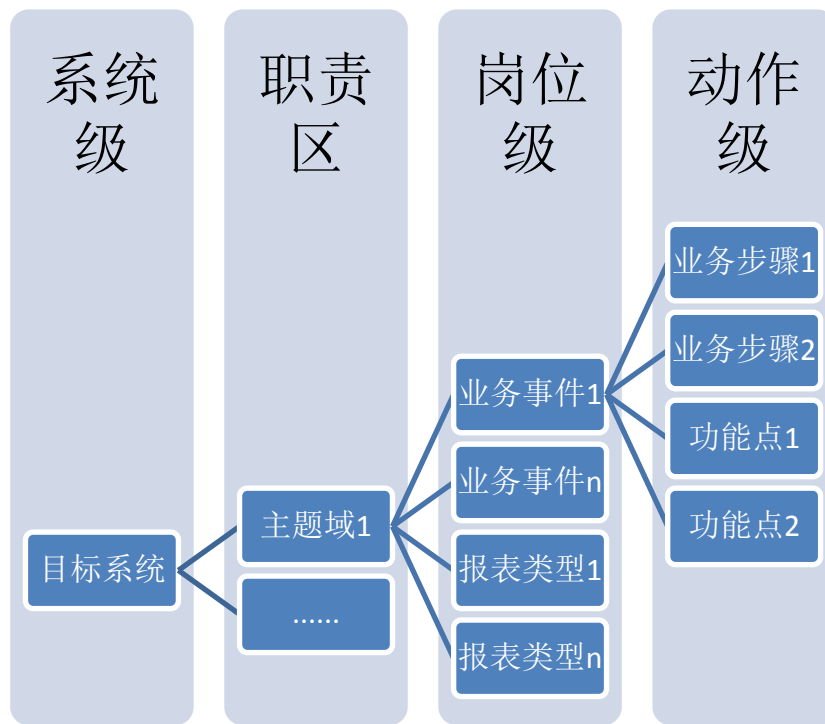 系统
级
职责
区
岗位
级
动作
级
目标系统
主题域1
......
业务事件1
业务事件n
报表类型1
报表类型n
业务步骤1
业务步骤2
功能点1
功能点2